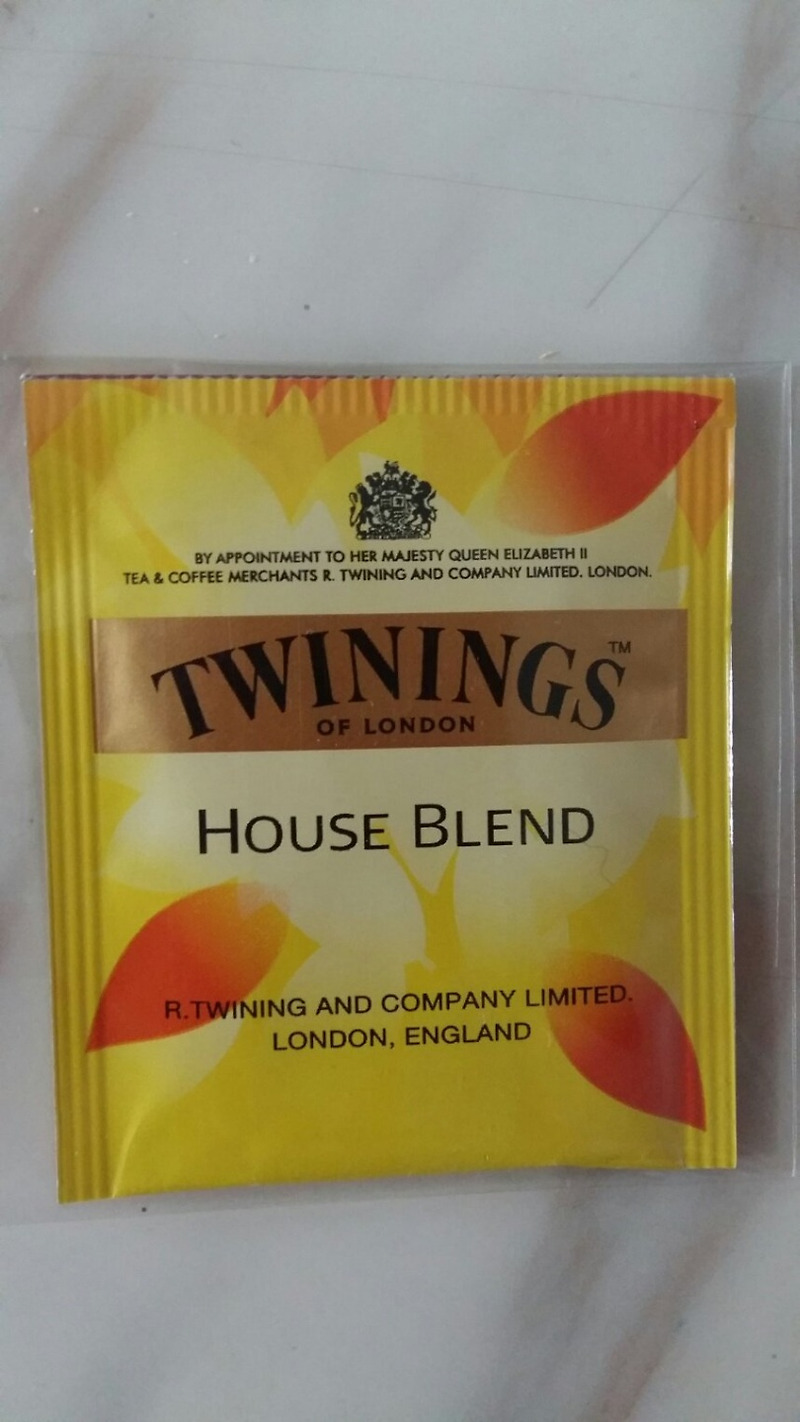 BY APPOINTMENT TO HER MAJESTY QUEEN ELIZABETH II
TEA & COFFEE MERCHANTS R. TWINING AND COMPANY LIMITED. LONDON.
TWININGS™
OF LONDON
HOUSE BLEND
R.TWINING AND COMPANY LIMITED.
LONDON, ENGLAND